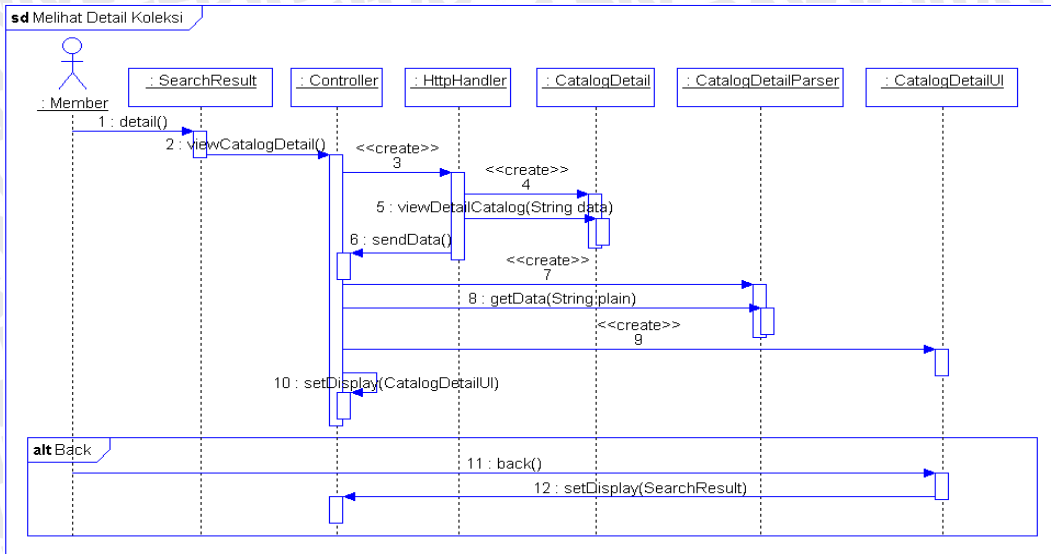 sd Melihat Detail Koleksi
: Member
: SearchResult
: Controller
: HttpHandler
: CatalogDetail
: CatalogDetailParser
: CatalogDetailUI
1 : detail()
2 : viewCatalogDetail()
<<create>>
3
<<create>>
4
5 : viewDetailCatalog(String data)
6 : sendData()
<<create>>
7
8 : getData(String plain)
<<create>>
9
10 : setDisplay(CatalogDetailUI)
alt Back
11 : back()
12 : setDisplay(SearchResult)